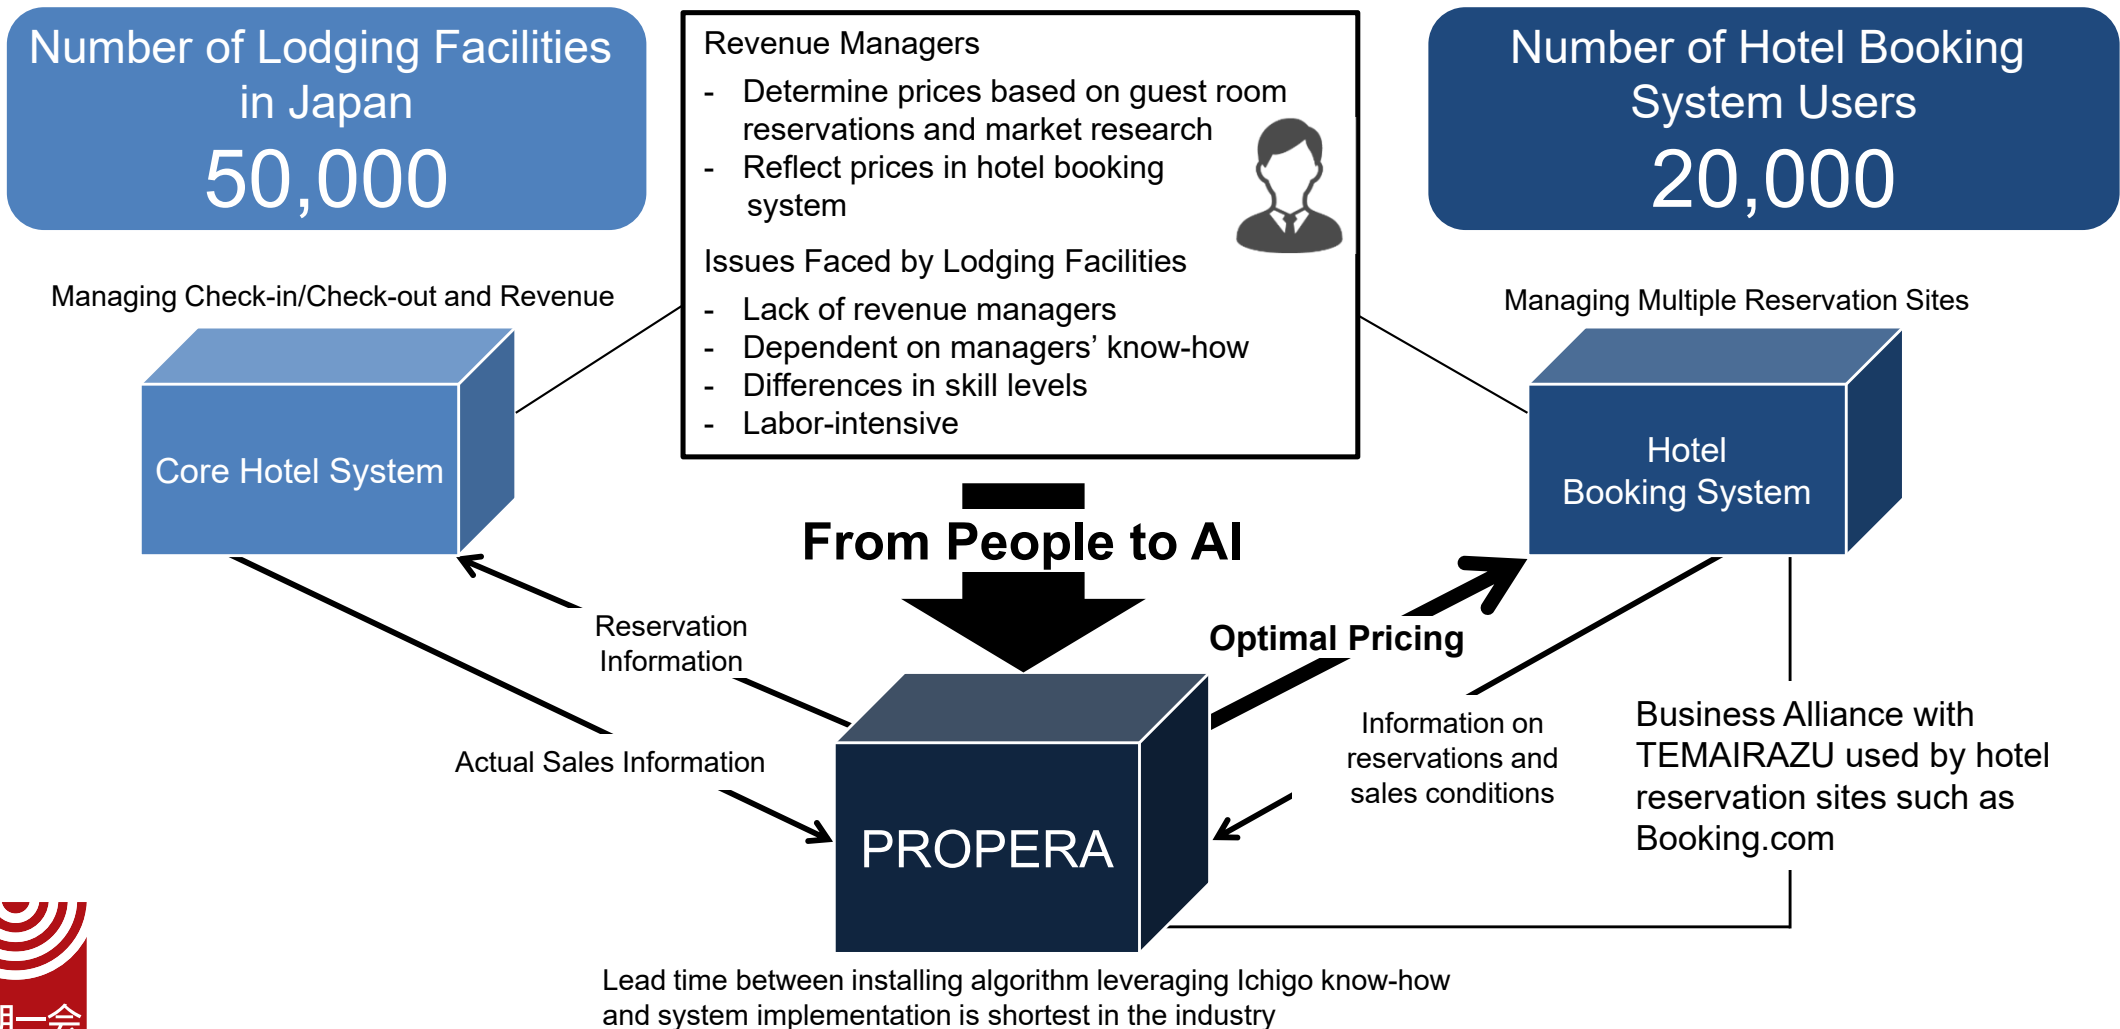 Number of Lodging Facilities
in Japan
50,000
Revenue Managers
- Determine prices based on guest room
reservations and market research
- Reflect prices in hotel booking
system
Issues Faced by Lodging Facilities
- Lack of revenue managers
- Dependent on managers’ know-how
- Differences in skill levels
- Labor-intensive
Number of Hotel Booking
System Users
20,000
Managing Check-in/Check-out and Revenue
Core Hotel System
Managing Multiple Reservation Sites
Hotel
Booking System
From People to AI
Reservation
Information
Actual Sales Information
Optimal Pricing
Information on
reservations and
sales conditions
Business Alliance with
TEMAIRAZU used by hotel
reservation sites such as
Booking.com
PROPERA
Lead time between installing algorithm leveraging Ichigo know-how
and system implementation is shortest in the industry